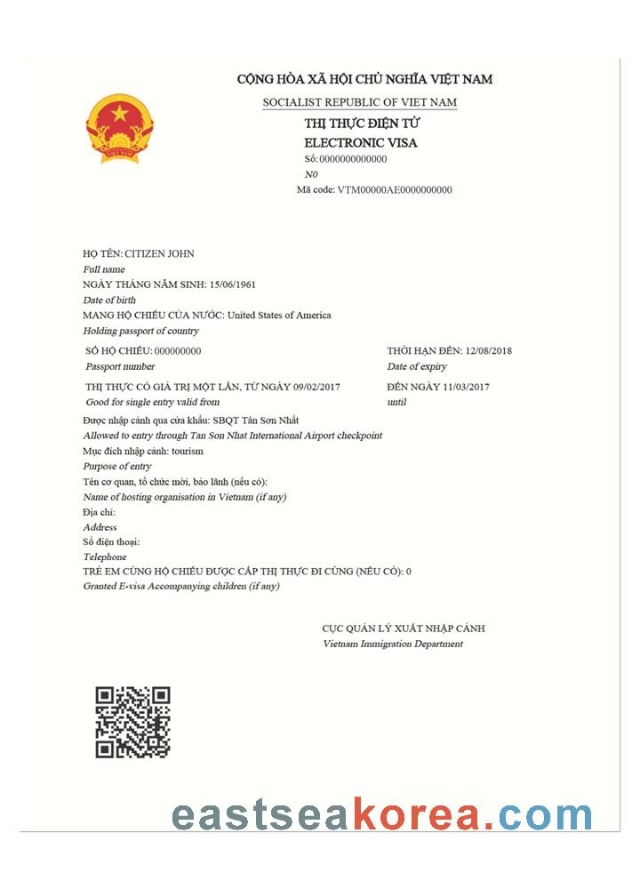 CỘNG HÒA XÃ HỘI CHỦ NGHĨA VIỆT NAM
SOCIALIST REPUBLIC OF VIET NAM
THỊ THỰC ĐIỆN TỬ
ELECTRONIC VISA
Số: 0000000000000
N0
Mã code: VTM00000AE0000000000
HỌ TÊN: CITIZEN JOHN
Full name
NGÀY THÁNG NĂM SINH: 15/06/1961
Date of birth
MANG HỘ CHIẾU CỦA NƯỚC: United States of America
Holding passport of country
SỐ HỘ CHIẾU: 000000000 THỜI HẠN ĐẾN: 12/08/2018
Passport number Date of expiry
THỊ THỰC CÓ GIÁ TRỊ MỘT LẦN, TỪ NGÀY 09/02/2017 ĐẾN NGÀY 11/03/2017
Good for single entry valid from until
Được nhập cảnh qua cửa khẩu: SBQT Tân Sơn Nhất
Allowed to entry through Tan Son Nhat International Airport checkpoint
Mục đích nhập cảnh: tourism
Purpose of entry
Tên cơ quan, tổ chức mời, bảo lãnh (nếu có):
Name of hosting organisation in Vietnam (if any)
Địa chỉ:
Address
Số điện thoại:
Telephone
TRẺ EM CÙNG HỘ CHIẾU ĐƯỢC CẤP THỊ THỰC ĐI CÙNG (NẾU CÓ): 0
Granted E-visa Accompanying children (if any)
CỤC QUẢN LÝ XUẤT NHẬP CẢNH
Vietnam Immigration Department
eastseakorea.com